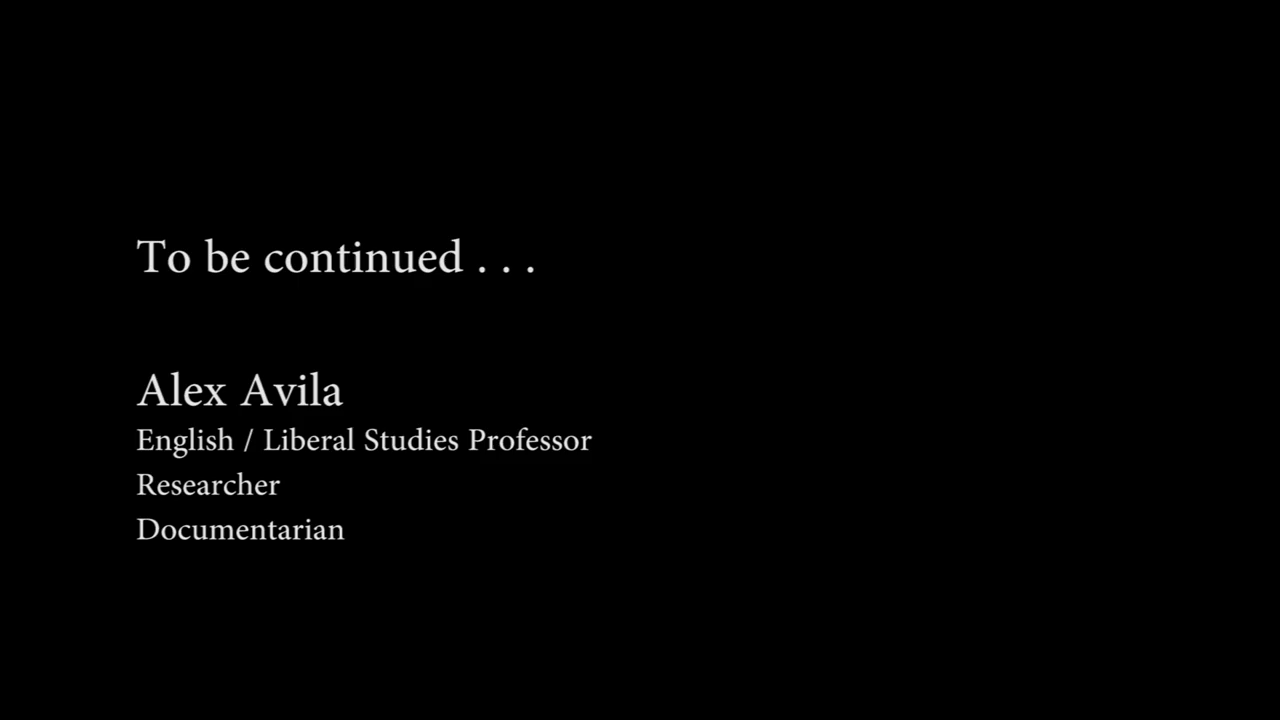 To be continued . . .
Alex Avila
English / Liberal Studies Professor
Researcher
Documentarian